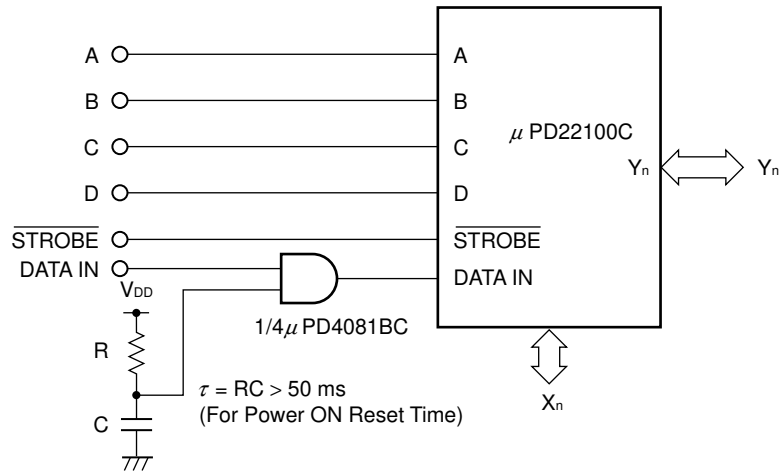 A A
B B
μ PD22100C
C C
Yn Yn
D D
STROBE STROBE
DATA IN DATA IN
VDD
1/4μ PD4081BC
R
τ = RC > 50 ms
(For Power ON Reset Time)
C
Xn